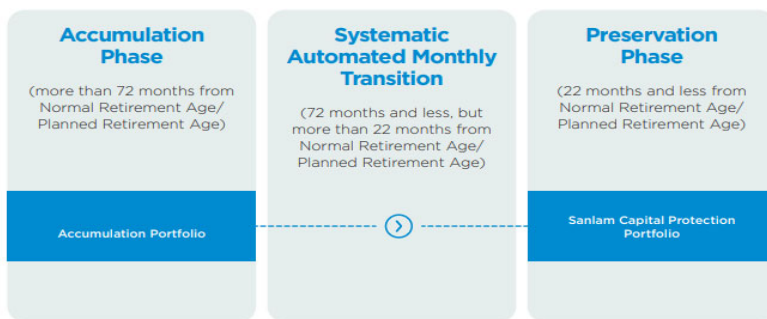 Accumulation
Phase
(more than 72 months from
Normal Retirement Age/
Planned Retirement Age)
Accumulation Portfolio
Systematic
Automated Monthly
Transition
(72 months and less, but
more than 22 months from
Normal Retirement Age/
Planned Retirement Age)
Preservation
Phase
(22 months and less from
Normal Retirement Age/
Planned Retirement Age)
Sanlam Capital Protection
Portfolio